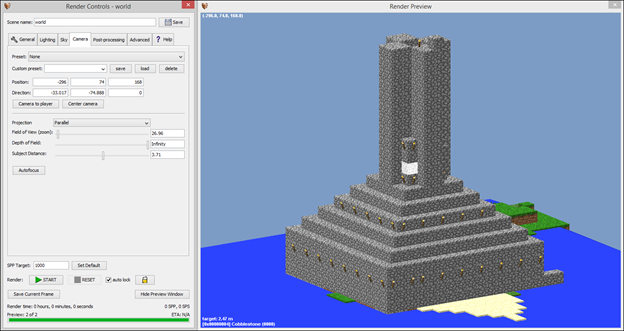 Render Controls - world
Scene name: world Save
General Lighting Sky Camera Post-processing Advanced ? Help
Preset: None
Custom preset: save load delete
Position: -296 74 168
Direction: -33.017 -74.888 0
Camera to player Center camera
Projection Parallel
Field of View (zoom): 26.96
Depth of Field: Infinity
Subject Distance: 3.71
Autofocus
SPP Target: 1000 Set Default
Render: START RESET auto lock
Save Current Frame Hide Preview Window
Render time: 0 hours, 0 minutes, 0 seconds 0 SPP, 0 SPS
Preview: 2 of 2 ETA: N/A
Render Preview
(-296.0, 74.0, 168.0)
target: 2.47 m
[0x00000004] Cobblestone (0000)